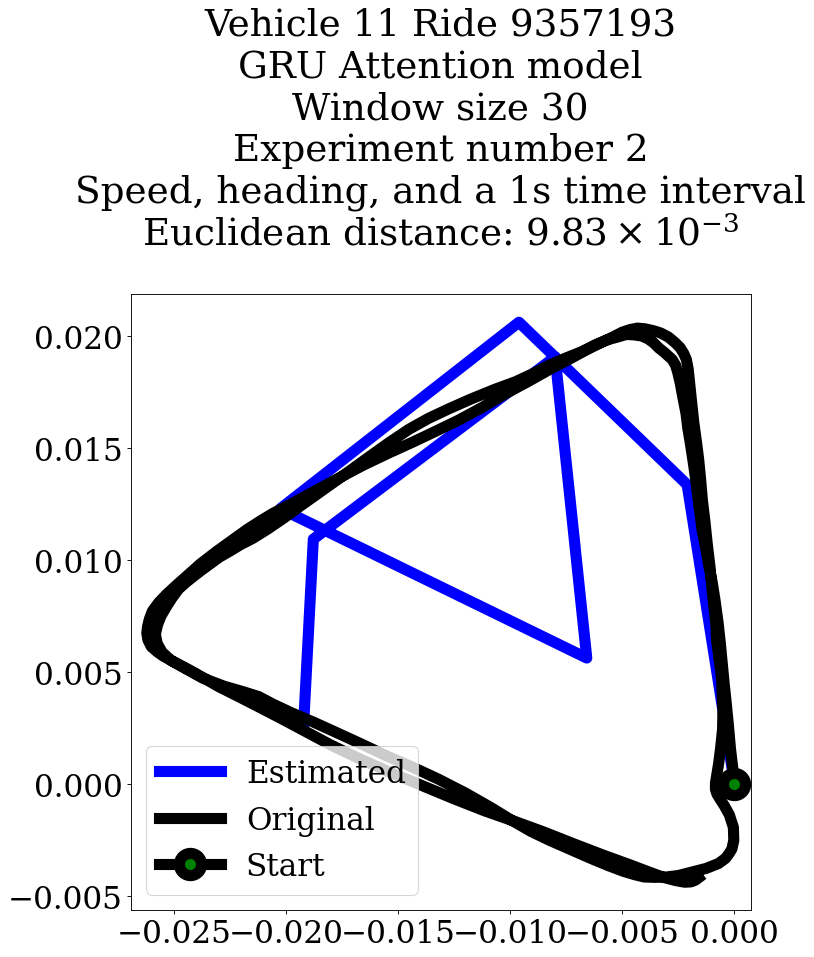 Vehicle 11 Ride 9357193
GRU Attention model
Window size 30
Experiment number 2
Speed, heading, and a 1s time interval
Euclidean distance: 9.83 × 10⁻³
0.020
0.015
0.010
0.005
0.000
−0.005
Estimated
Original
Start
−0.025 −0.020 −0.015 −0.010 −0.005 0.000